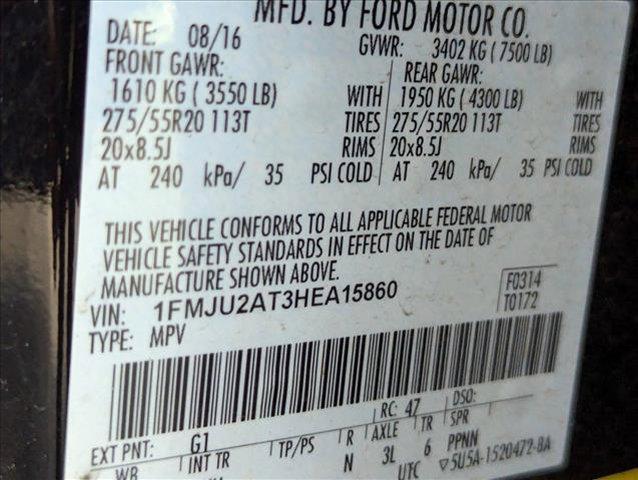 MFD. BY FORD MOTOR CO.
DATE: 08/16 GVWR: 3402 KG ( 7500 LB)
FRONT GAWR: REAR GAWR:
1610 KG ( 3550 LB) WITH 1950 KG ( 4300 LB) WITH
275/55R20 113T TIRES 275/55R20 113T TIRES
20x8.5J RIMS 20x8.5J RIMS
AT 240 kPa/ 35 PSI COLD AT 240 kPa/ 35 PSI COLD
THIS VEHICLE CONFORMS TO ALL APPLICABLE FEDERAL MOTOR
VEHICLE SAFETY STANDARDS IN EFFECT ON THE DATE OF
MANUFACTURE SHOWN ABOVE.
VIN: 1FMJU2AT3HEA15860 F0314
TYPE: MPV T0172
EXT PNT: G1 RC: 47 DSO:
WB INT TR TP/PS R AXLE TR SPR
N 3L 6 PPNN
UTC ▽5U5A-1520472-BA